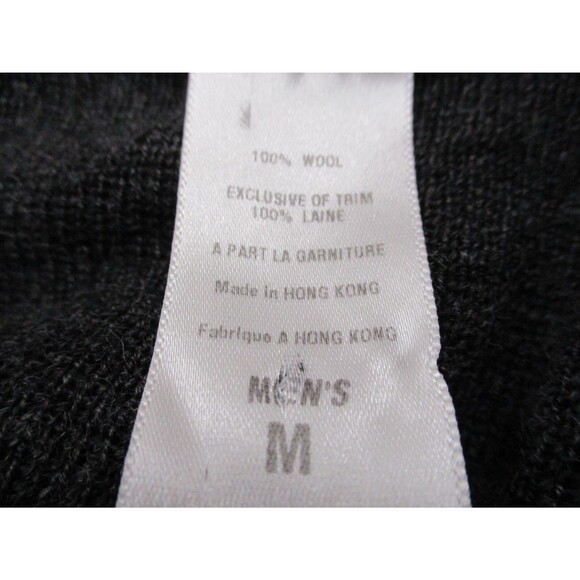 100% WOOL
EXCLUSIVE OF TRIM
100% LAINE
A PART LA GARNITURE
Made in HONG KONG
Fabrique A HONG KONG
MEN'S
M